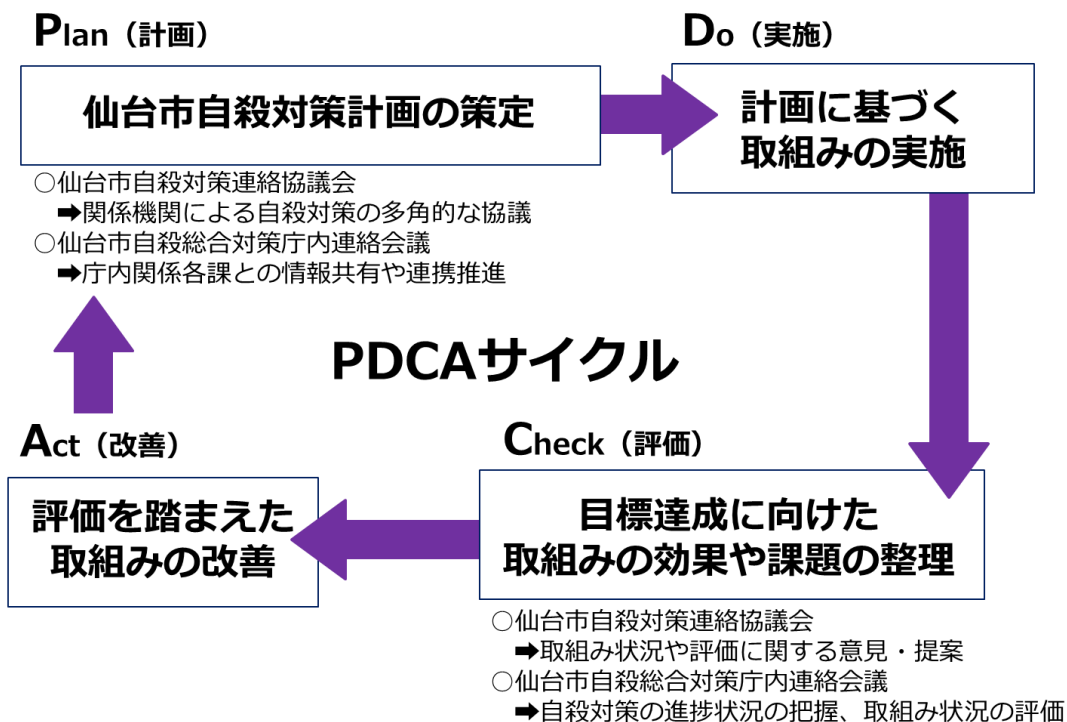 Plan（計画）
仙台市自殺対策計画の策定
○仙台市自殺対策連絡協議会
➡関係機関による自殺対策の多角的な協議
○仙台市自殺総合対策庁内連絡会議
➡庁内関係各課との情報共有や連携推進
Do（実施）
計画に基づく
取組みの実施
PDCAサイクル
Check（評価）
目標達成に向けた
取組みの効果や課題の整理
○仙台市自殺対策連絡協議会
➡取組み状況や評価に関する意見・提案
○仙台市自殺総合対策庁内連絡会議
➡自殺対策の進捗状況の把握、取組み状況の評価
Act（改善）
評価を踏まえた
取組みの改善